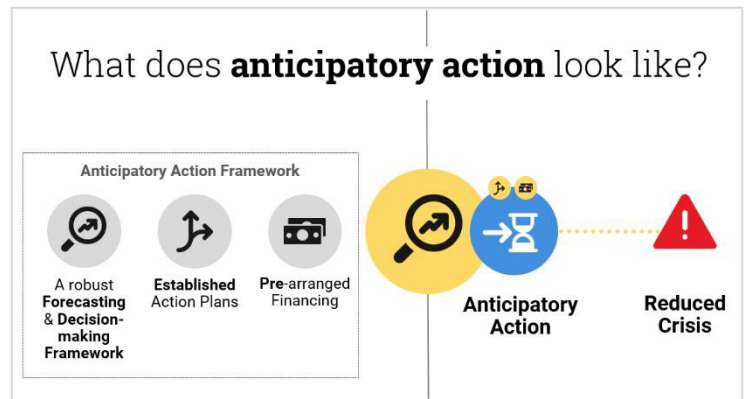 What does anticipatory action look like?
Anticipatory Action Framework
A robust
Forecasting
& Decision-
making
Framework
Established
Action Plans
Pre-arranged
Financing
Anticipatory
Action
Reduced
Crisis